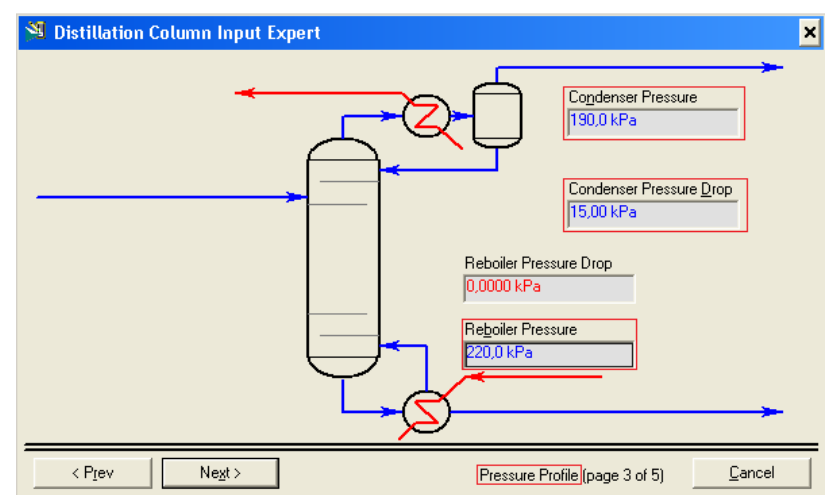 Distillation Column Input Expert
Condenser Pressure
190,0 kPa
Condenser Pressure Drop
15,00 kPa
Reboiler Pressure Drop
0,0000 kPa
Reboiler Pressure
220,0 kPa
< Prev
Next >
Pressure Profile (page 3 of 5)
Cancel